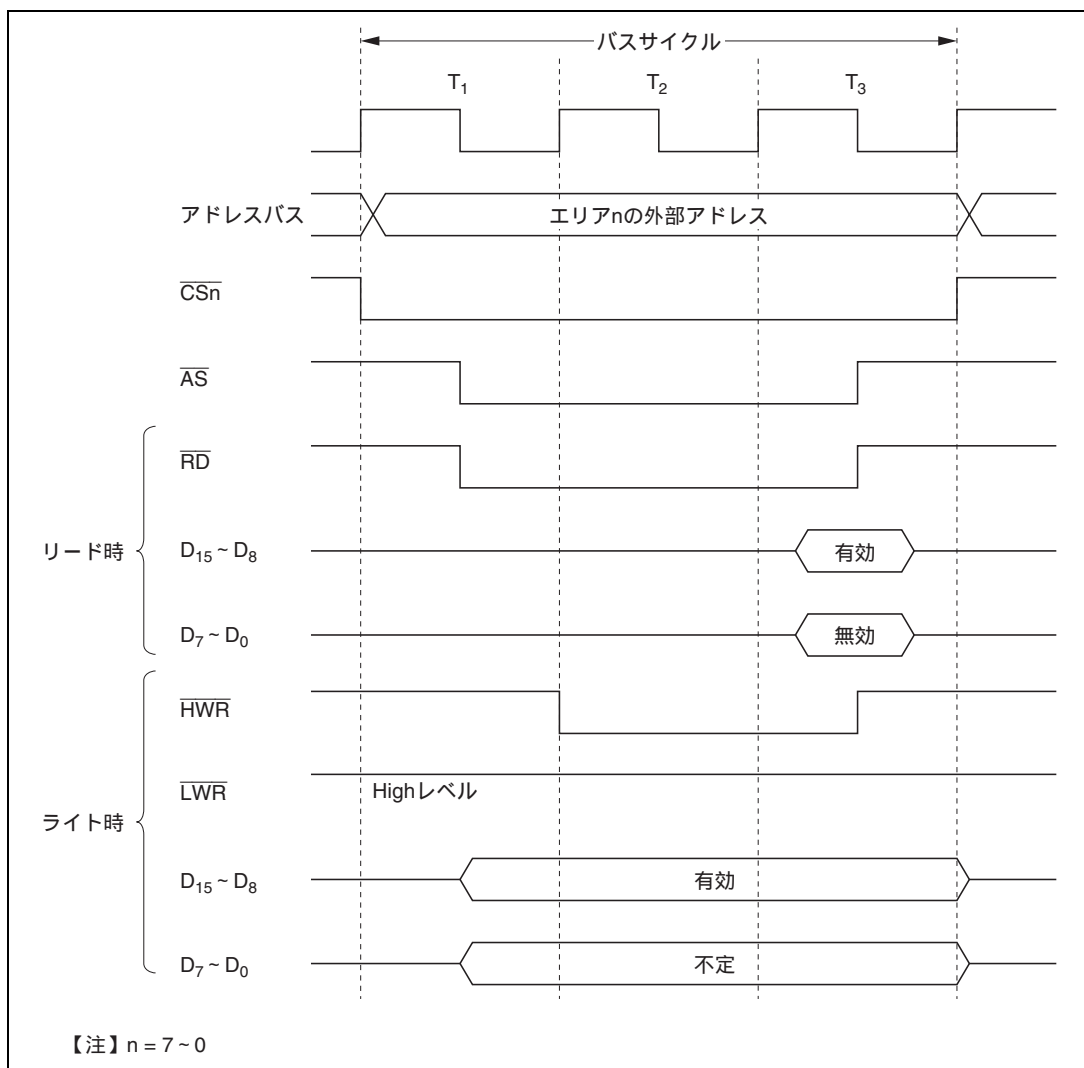 バスサイクル
T1 T2 T3
アドレスバス エリアnの外部アドレス
CSn
AS
リード時
RD
D15~D8 有効
D7~D0 無効
ライト時
HWR
LWR Highレベル
D15~D8 有効
D7~D0 不定
【注】n = 7~0